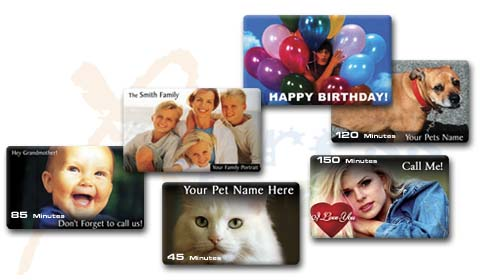 HAPPY BIRTHDAY!
The Smith Family
Your Family Portrait
120 Minutes
Your Pets Name
Hey Grandmother!
Don't Forget to call us!
85 Minutes
Your Pet Name Here
45 Minutes
150 Minutes
Call Me!
I Love You